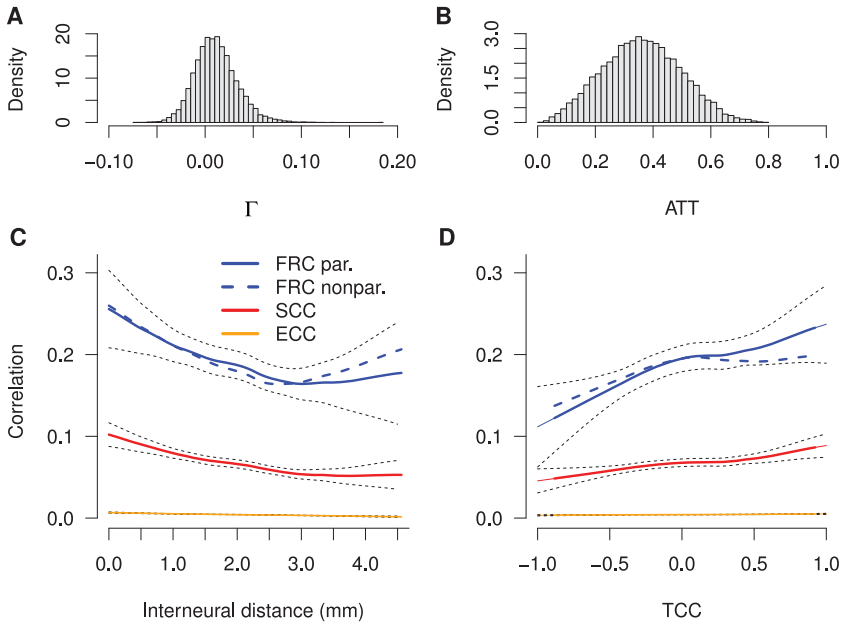 A
B
Density
0 10 20
−0.10 0.00 0.10 0.20
Γ
Density
0.0 1.5 3.0
0.0 0.2 0.4 0.6 0.8 1.0
ATT
C
D
FRC par.
FRC nonpar.
SCC
ECC
Correlation
0.3
0.2
0.1
0.0
0.0 1.0 2.0 3.0 4.0
Interneural distance (mm)
0.3
0.2
0.1
0.0
−1.0 −0.5 0.0 0.5 1.0
TCC